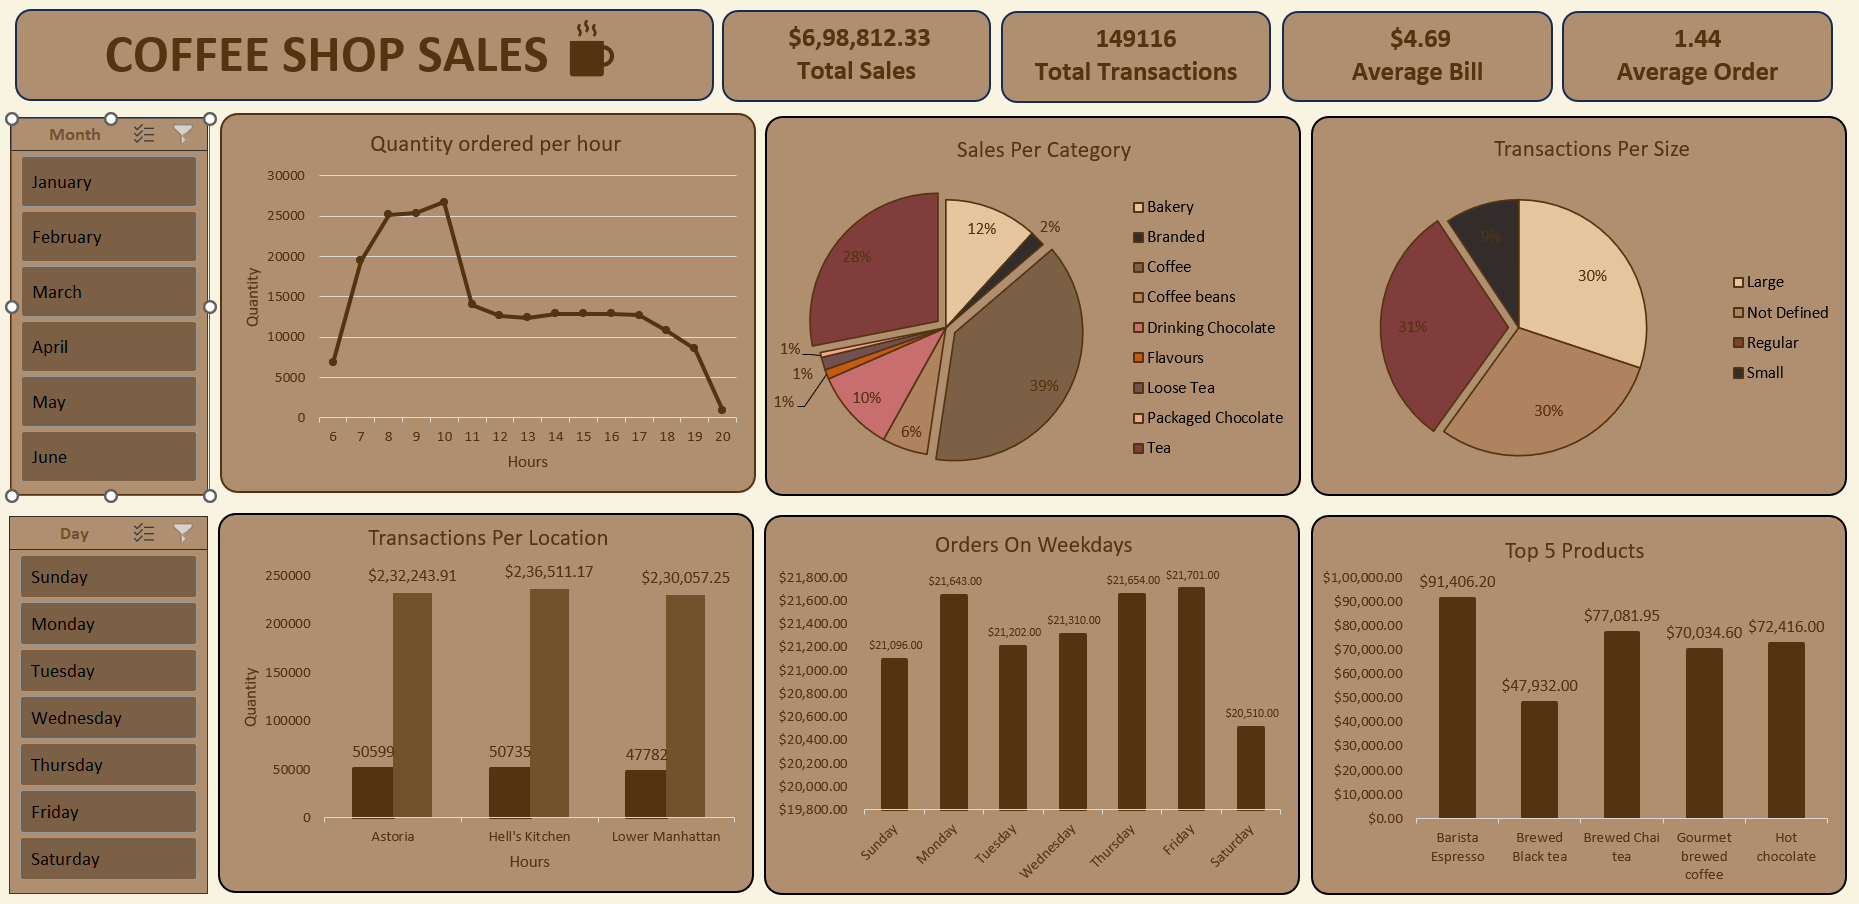 COFFEE SHOP SALES
$6,98,812.33
Total Sales
149116
Total Transactions
$4.69
Average Bill
1.44
Average Order
Month
January
February
March
April
May
June
Quantity ordered per hour
30000
25000
20000
15000
10000
5000
0
Quantity
6 7 8 9 10 11 12 13 14 15 16 17 18 19 20
Hours
Sales Per Category
12%
2%
28%
39%
1%
1%
1%
10%
6%
Bakery
Branded
Coffee
Coffee beans
Drinking Chocolate
Flavours
Loose Tea
Packaged Chocolate
Tea
Transactions Per Size
9%
30%
31%
30%
Large
Not Defined
Regular
Small
Day
Sunday
Monday
Tuesday
Wednesday
Thursday
Friday
Saturday
Transactions Per Location
250000
200000
150000
100000
50000
0
Quantity
$2,32,243.91
$2,36,511.17
$2,30,057.25
50599
50735
47782
Astoria
Hell's Kitchen
Lower Manhattan
Hours
Orders On Weekdays
$21,800.00
$21,600.00
$21,400.00
$21,200.00
$21,000.00
$20,800.00
$20,600.00
$20,400.00
$20,200.00
$20,000.00
$19,800.00
$21,096.00
$21,643.00
$21,202.00
$21,310.00
$21,654.00
$21,701.00
$20,510.00
Sunday
Monday
Tuesday
Wednesday
Thursday
Friday
Saturday
Top 5 Products
$1,00,000.00
$90,000.00
$80,000.00
$70,000.00
$60,000.00
$50,000.00
$40,000.00
$30,000.00
$20,000.00
$10,000.00
$0.00
$91,406.20
$47,932.00
$77,081.95
$70,034.60
$72,416.00
Barista
Espresso
Brewed
Black tea
Brewed Chai
tea
Gourmet
brewed
coffee
Hot
chocolate